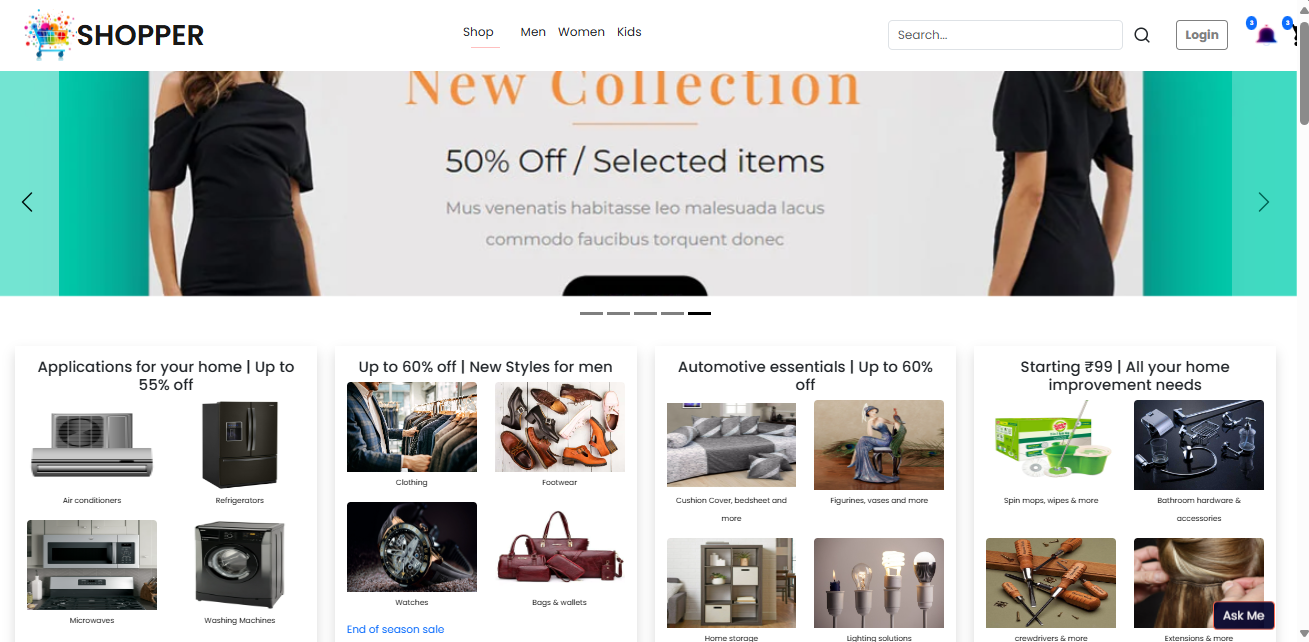 SHOPPER
Shop Men Women Kids
Search...
Login
3
3
New Collection
50% Off / Selected items
Mus venenatis habitasse leo malesuada lacus
commodo faucibus torquent donec
Applications for your home | Up to
55% off
Air conditioners
Refrigerators
Microwaves
Washing Machines
Up to 60% off | New Styles for men
Clothing
Footwear
Watches
Bags & wallets
End of season sale
Automotive essentials | Up to 60%
off
Cushion Cover, bedsheet and
more
Figurines, vases and more
Home storage
Lighting solutions
Starting ₹99 | All your home
improvement needs
Spin mops, wipes & more
Bathroom hardware &
accessories
crewdrivers & more
Extensions & more
Ask Me